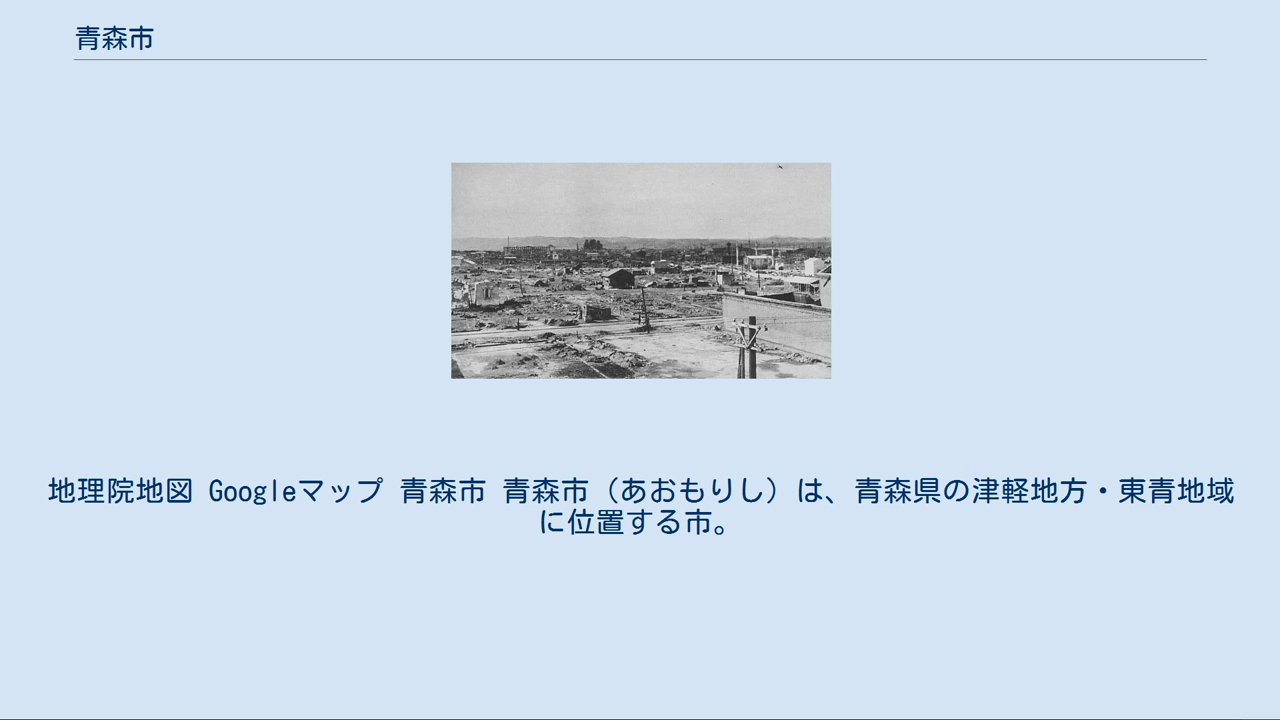 青森市
地理院地図 Googleマップ 青森市 青森市（あおもりし）は、青森県の津軽地方・東青地域
に位置する市。